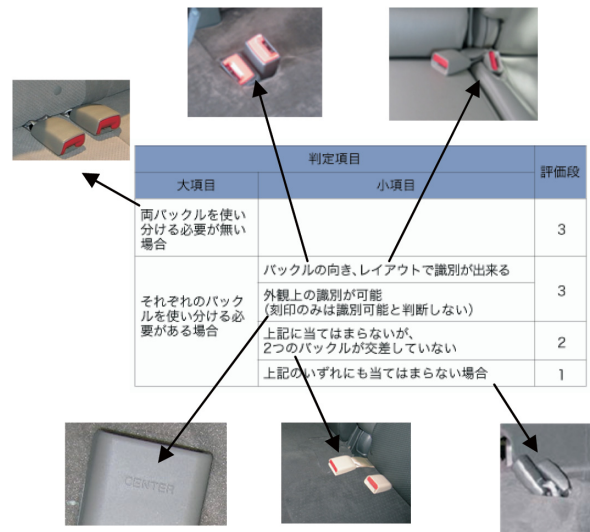 判定項目
評価段
大項目
小項目
両バックルを使い
分ける必要が無い
場合
3
それぞれのバック
ルを使い分ける必
要がある場合
バックルの向き、レイアウトで識別が出来る
外観上の識別が可能
(刻印のみは識別可能と判断しない)
3
上記に当てはまらないが、
2つのバックルが交差していない
2
上記のいずれにも当てはまらない場合
1
CENTER